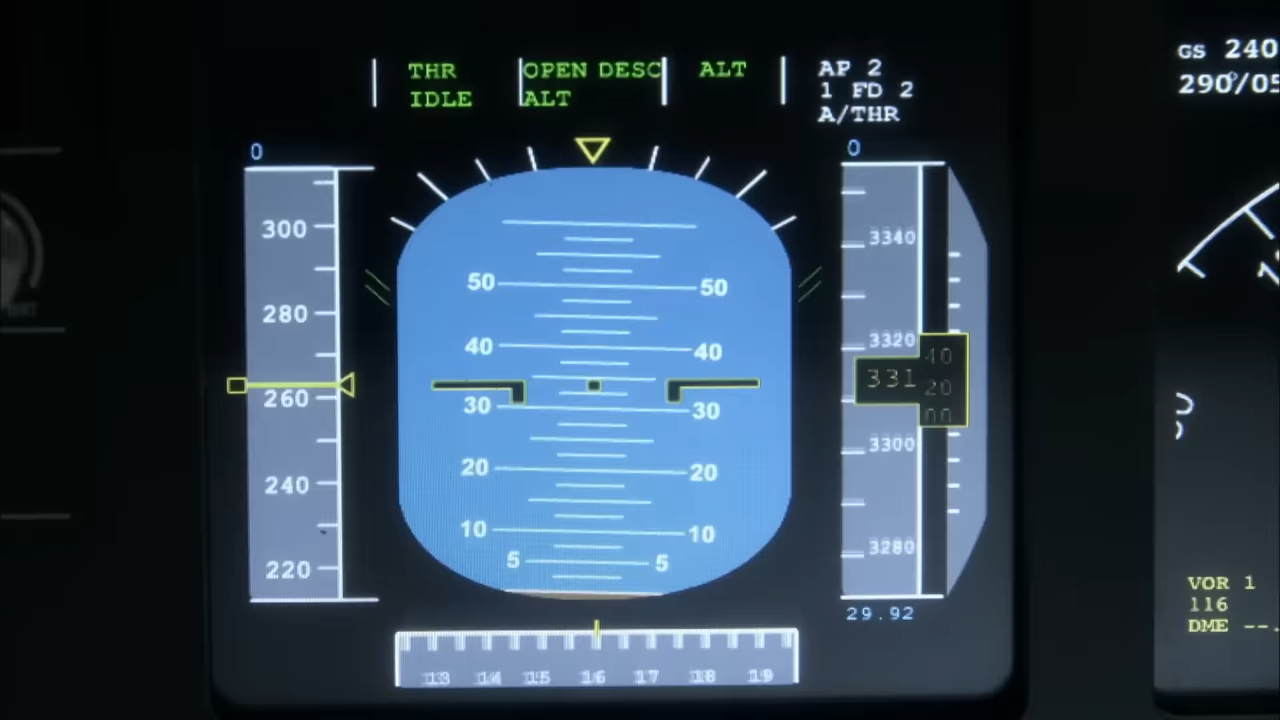 THR
IDLE
OPEN DESC
ALT
ALT
AP 2
1 FD 2
A/THR
GS 240
290°/05
0
300
280
260
240
220
50 50
40 40
30 30
20 20
10 10
5 5
0
3340
3320
3300
3280
331
40
20
00
29.92
13 14 15 16 17 18 19
VOR 1
116
DME --.